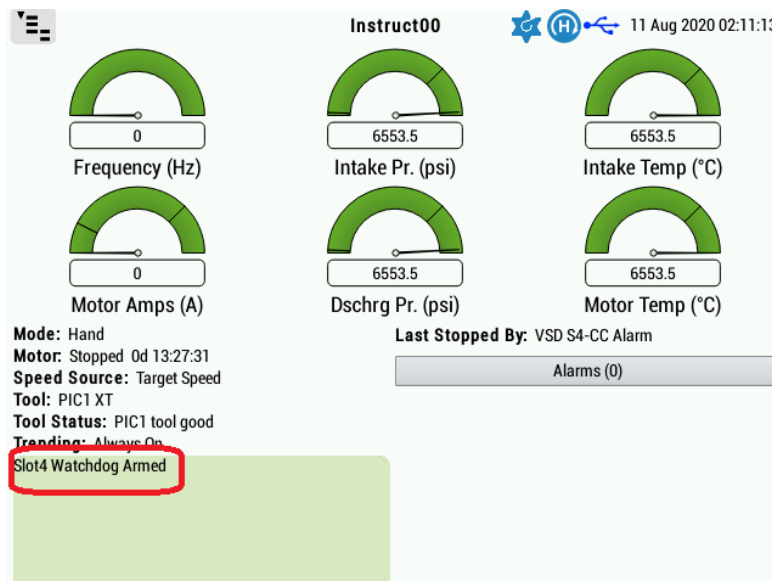 Instruct00
11 Aug 2020 02:11:13
0
6553.5
6553.5
Frequency (Hz)
Intake Pr. (psi)
Intake Temp (°C)
0
6553.5
6553.5
Motor Amps (A)
Dschrg Pr. (psi)
Motor Temp (°C)
Mode: Hand
Motor: Stopped 0d 13:27:31
Speed Source: Target Speed
Tool: PIC1 XT
Tool Status: PIC1 tool good
Trending: Always On
Slot4 Watchdog Armed
Last Stopped By: VSD S4-CC Alarm
Alarms (0)
H